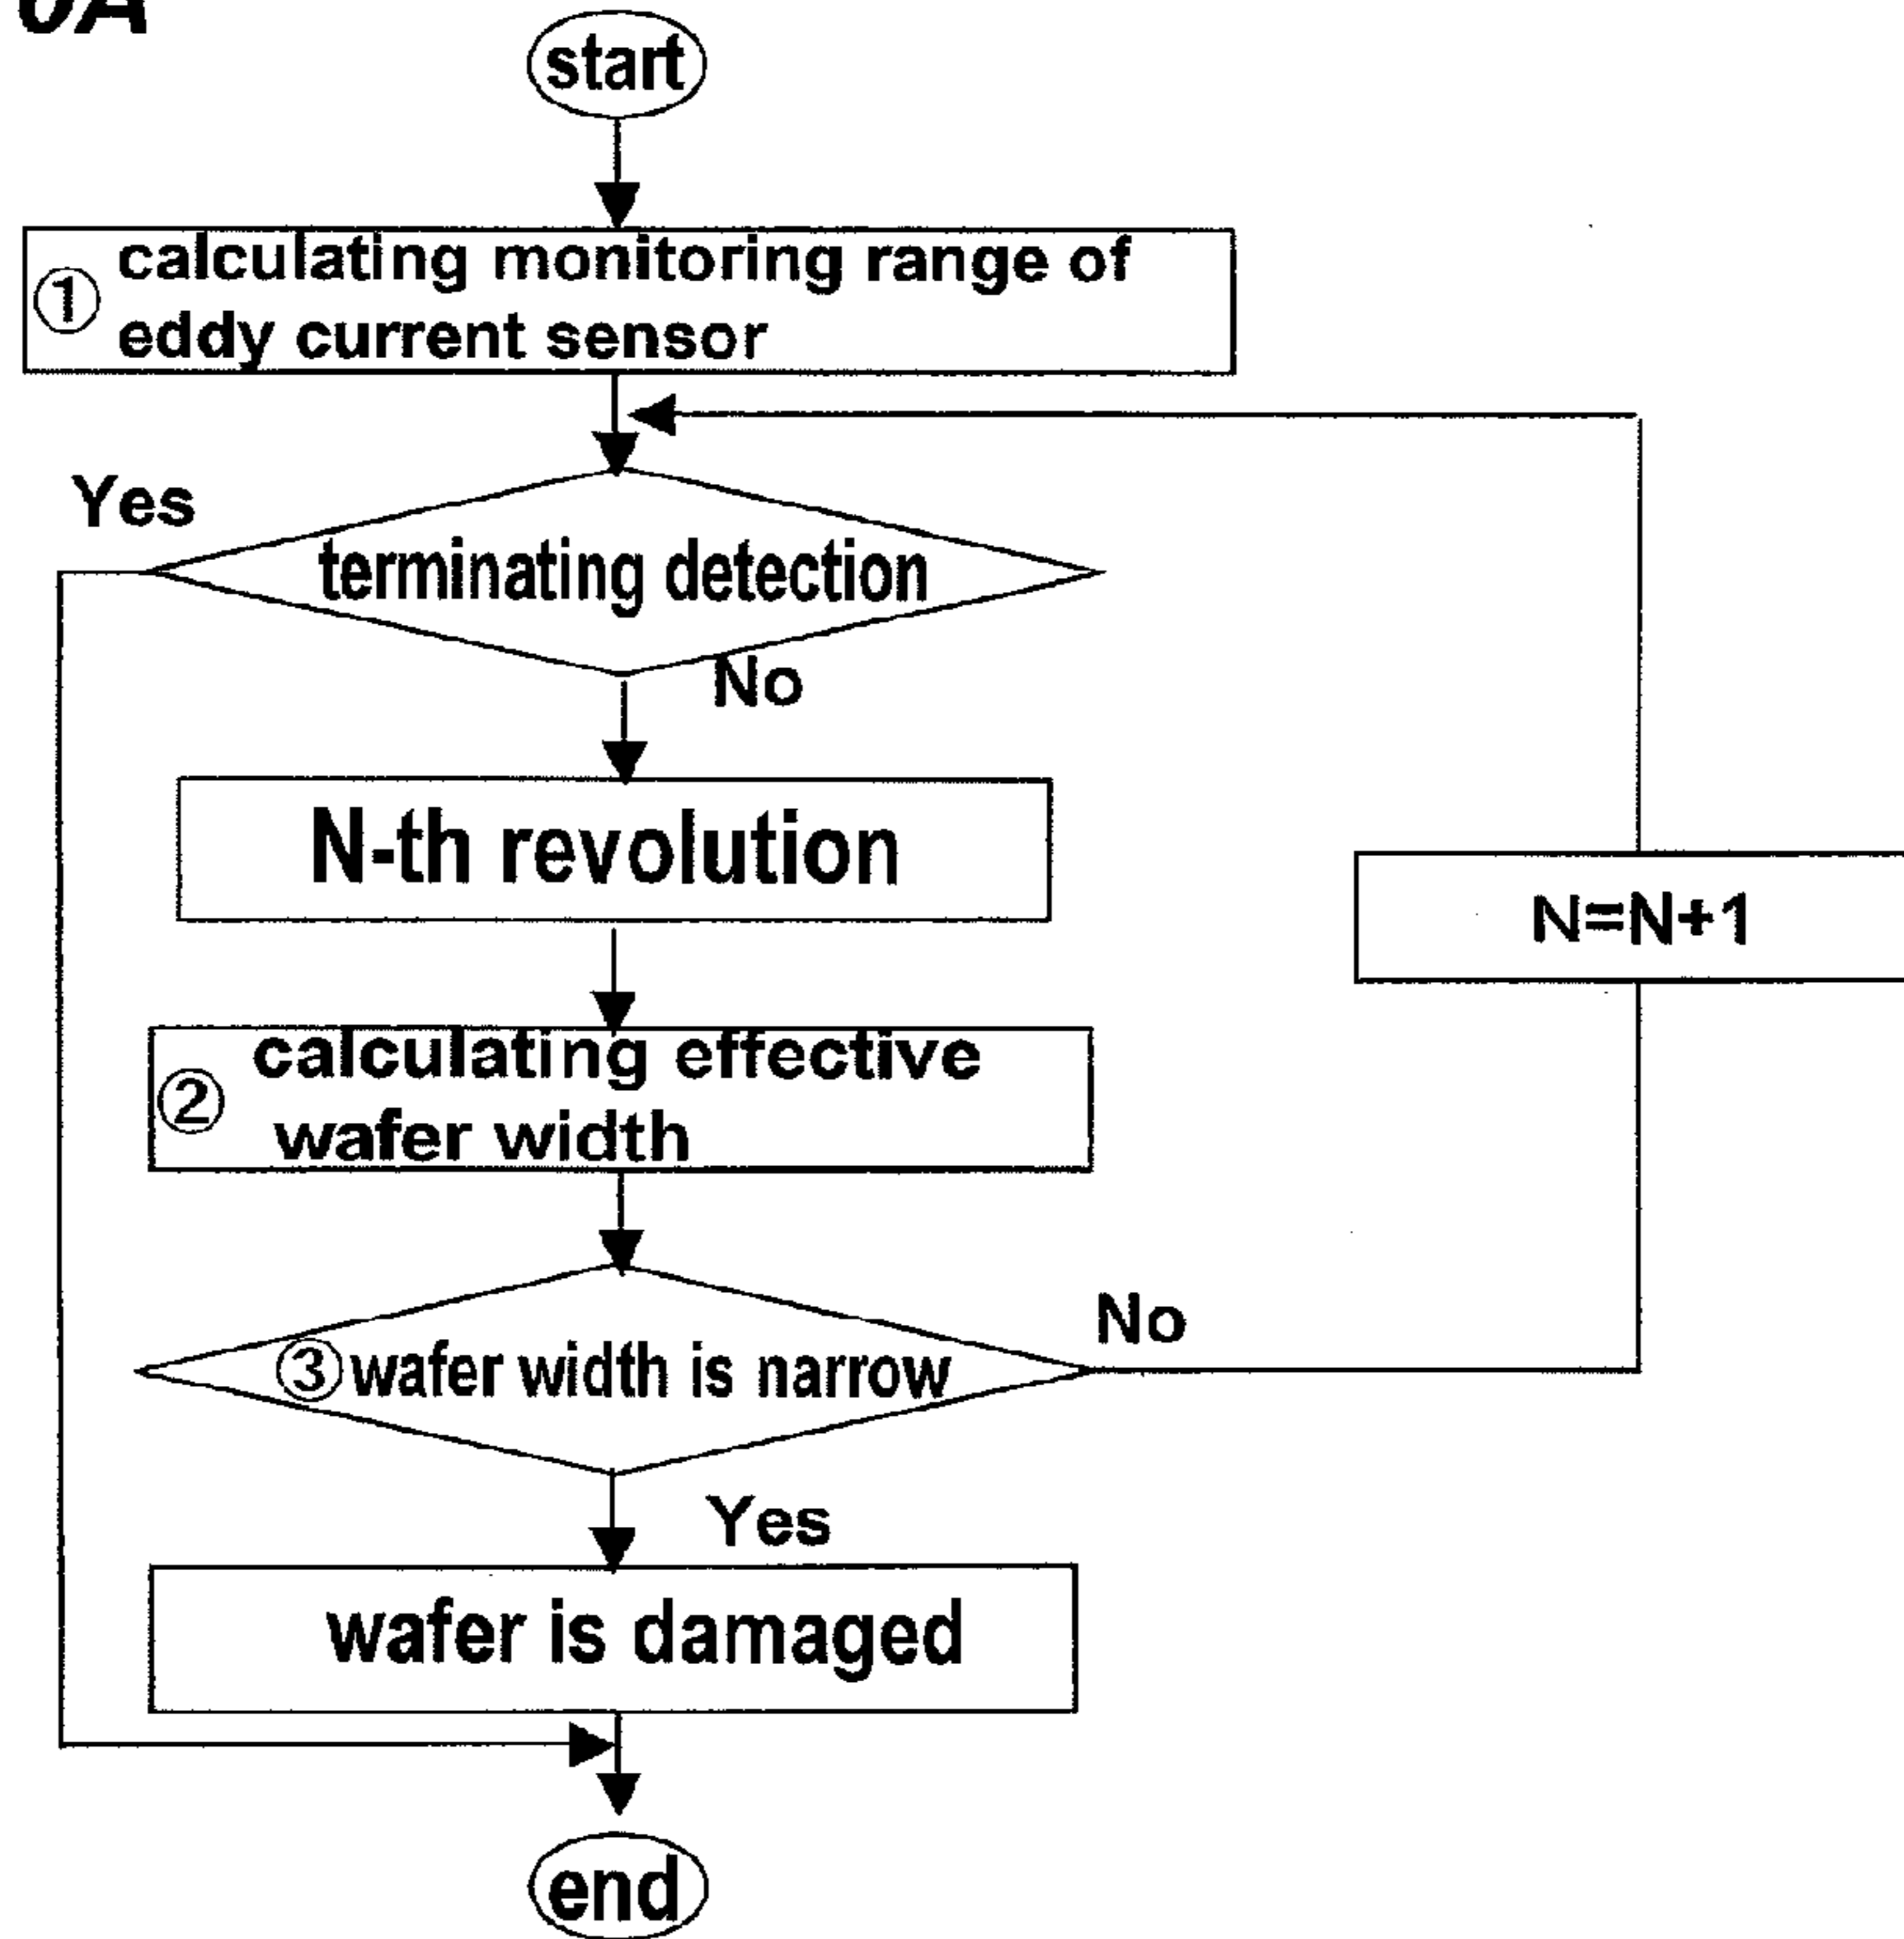 start
① calculating monitoring range of
eddy current sensor
Yes
terminating detection
No
N-th revolution
N=N+1
② calculating effective
wafer width
No
③ wafer width is narrow
Yes
wafer is damaged
end